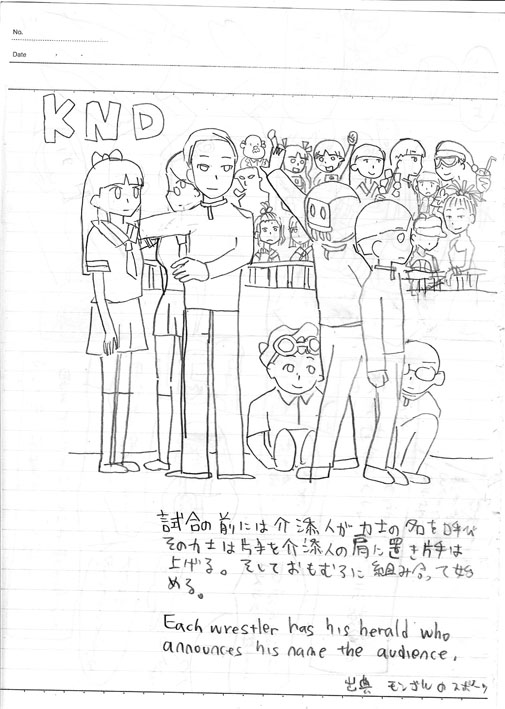 No.
Date
KND
試合の前には介添人が力士の名を呼び
その力士は片手を介添人の肩に置き片手は
上げる。そしておもむろに組み合って始
める。
Each wrestler has his herald who
announces his name the audience.
出典 モンゴルのスポーツ